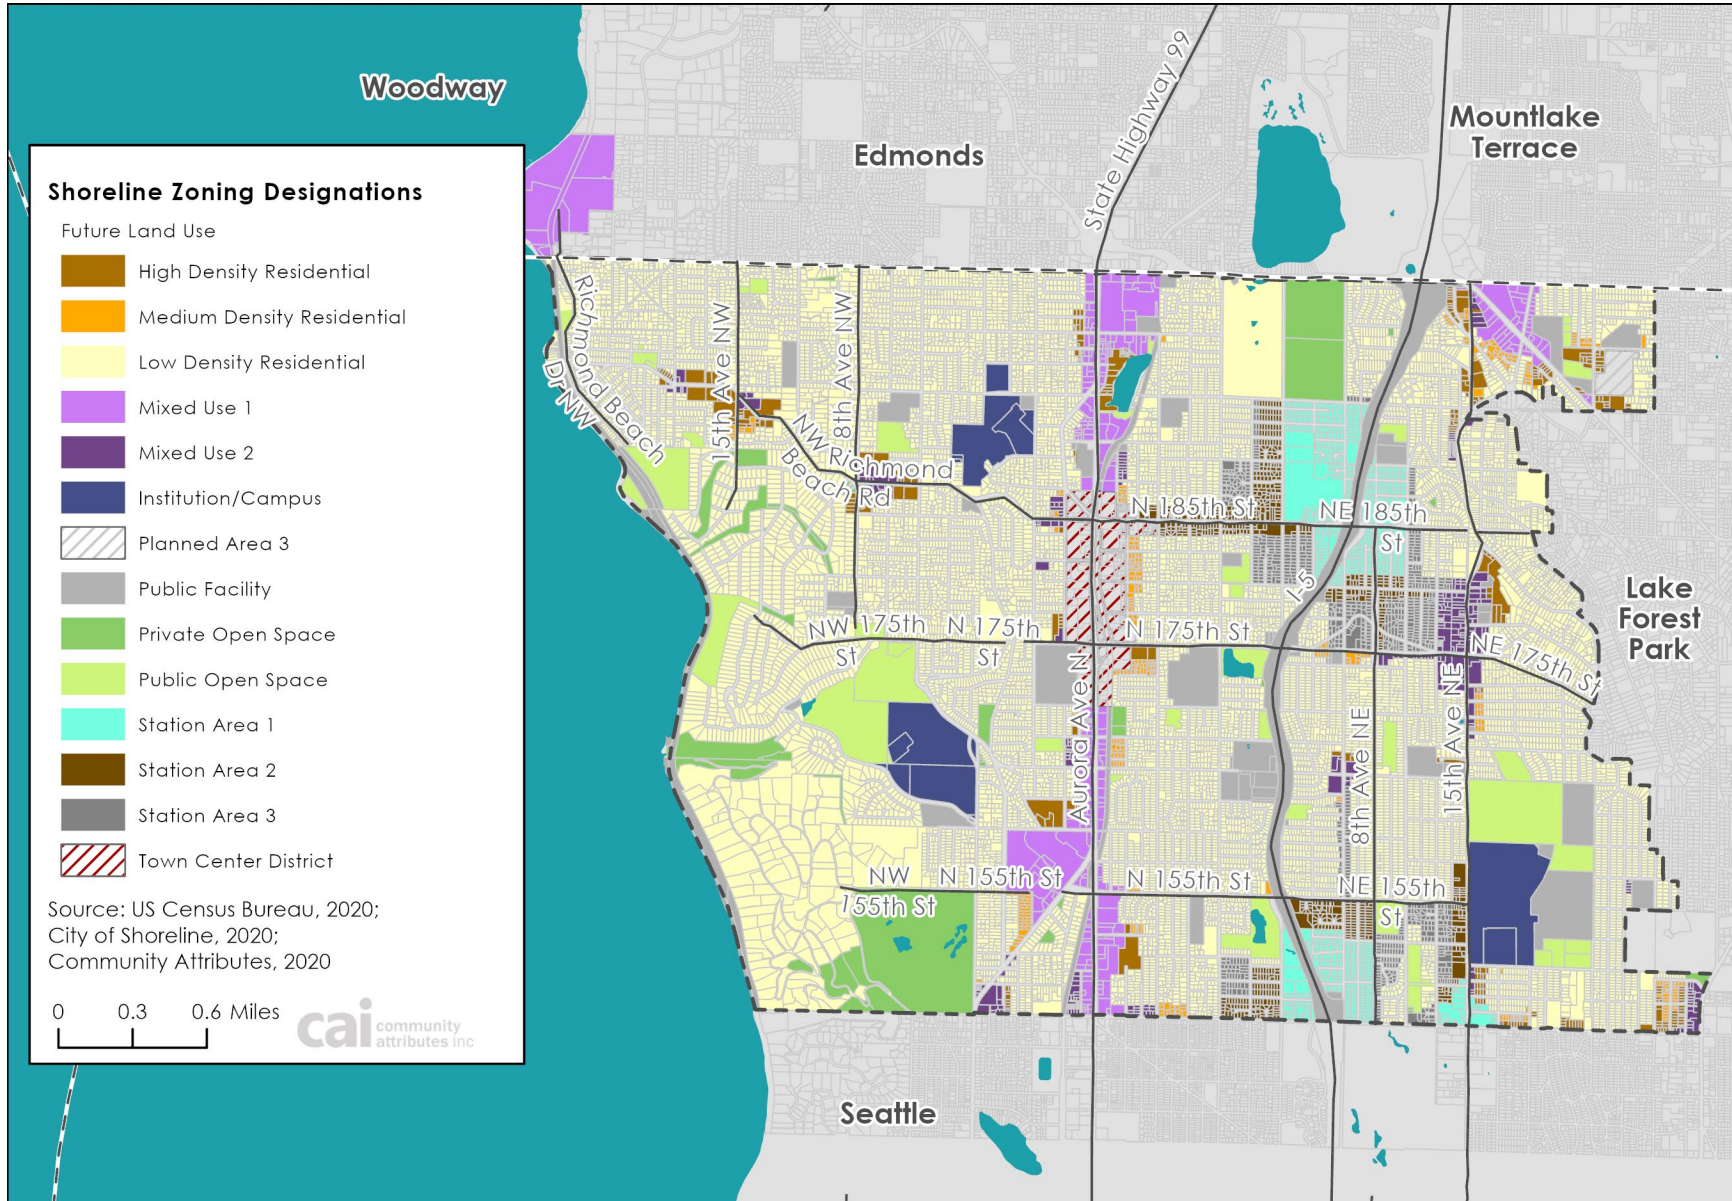 Woodway
Edmonds
State Highway 99
Mountlake
Terrace
Shoreline Zoning Designations
Future Land Use
High Density Residential
Medium Density Residential
Low Density Residential
Mixed Use 1
Mixed Use 2
Institution/Campus
Planned Area 3
Public Facility
Private Open Space
Public Open Space
Station Area 1
Station Area 2
Station Area 3
Town Center District
Source: US Census Bureau, 2020;
City of Shoreline, 2020;
Community Attributes, 2020
0 0.3 0.6 Miles
cai community
attributes inc
Richmond Beach
Dr NW
15th Ave NW
8th Ave NW
NW Richmond
Beach Rd
N 185th St
NE 185th
St
I-5
Lake
Forest
Park
NW 175th
St
N 175th
St
N 175th St
NE 175th St
Aurora Ave N
8th Ave NE
15th Ave NE
NW
155th St
N 155th St
N 155th St
NE 155th
St
Seattle